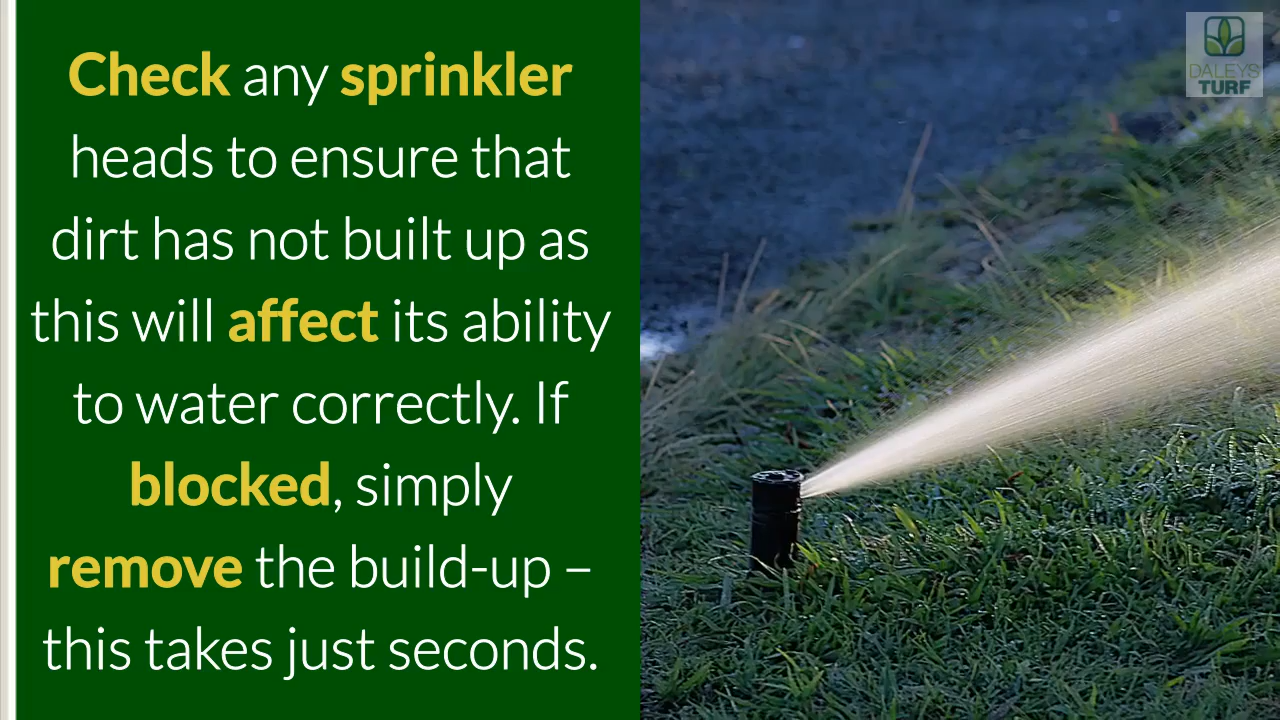 Check any sprinkler
heads to ensure that
dirt has not built up as
this will affect its ability
to water correctly. If
blocked, simply
remove the build-up –
this takes just seconds.
DALEYS
TURF